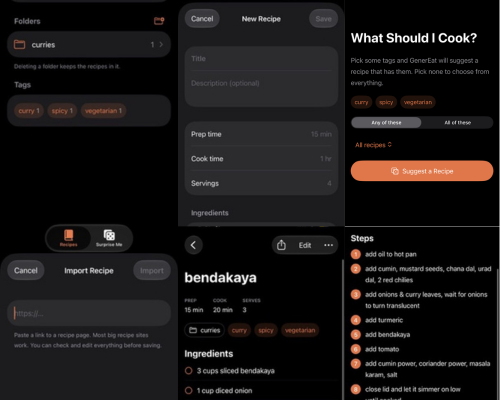 Folders
curries 1
Deleting a folder keeps the recipes in it.
Tags
curry 1 spicy 1 vegetarian 1
Recipes Surprise Me
Cancel New Recipe Save
Title
Description (optional)
Prep time 15 min
Cook time 1 hr
Servings
Ingredients
What Should I Cook?
Pick some tags and GenerEat will suggest a
recipe that has them. Pick none to choose from
everything.
curry spicy vegetarian
Any of these All of these
All recipes
Suggest a Recipe
Cancel Import Recipe Import
https://...
Paste a link to a recipe page. Most big recipe sites
work. You can check and edit everything before saving.
Edit
bendakaya
PREP COOK SERVES
15 min 20 min 3
curries curry spicy vegetarian
Ingredients
3 cups sliced bendakaya
1 cup diced onion
Steps
1 add oil to hot pan
2 add cumin, mustard seeds, chana dal, urad
dal, 2 red chilies
3 add onions & curry leaves, wait for onions
to turn translucent
4 add turmeric
5 add bendakaya
6 add tomato
7 add cumin power, coriander power, masala
karam, salt
8 close lid and let it simmer on low
until cooked